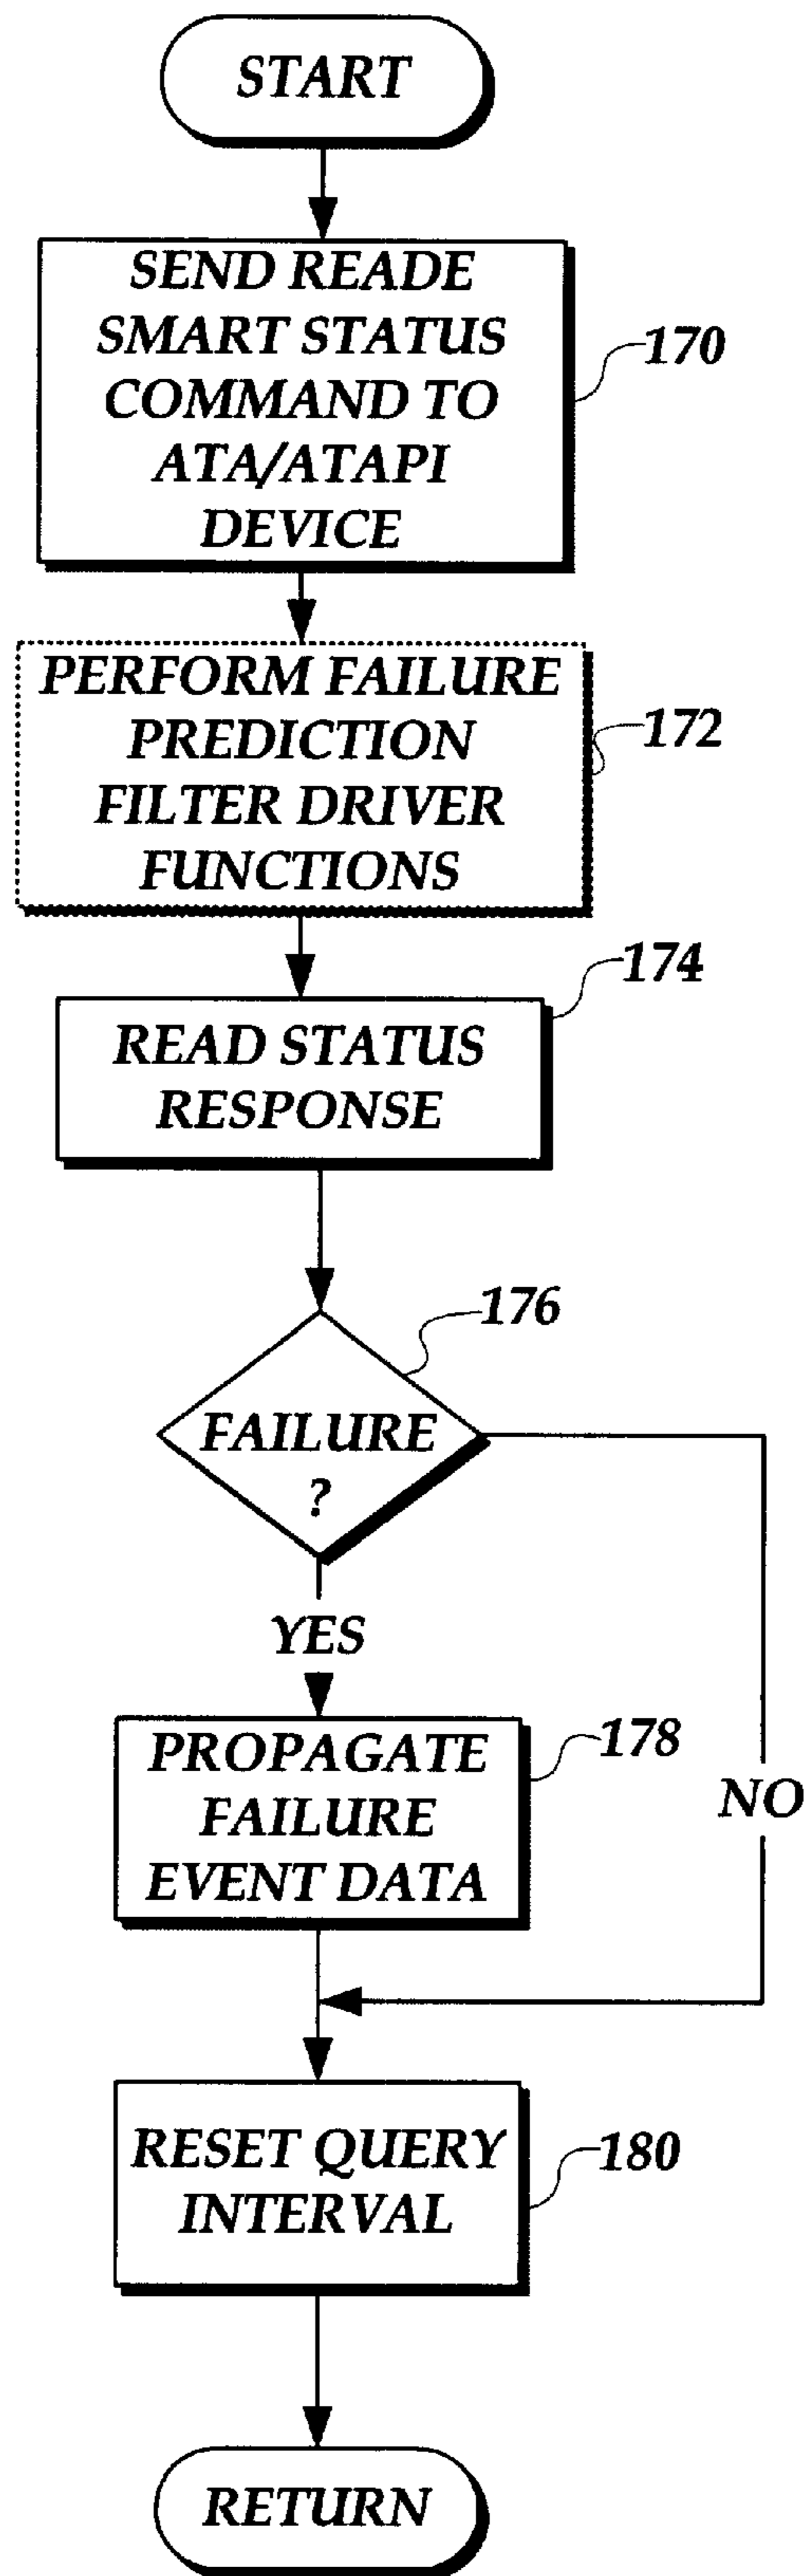 START
SEND READE
SMART STATUS
COMMAND TO
ATA/ATAPI
DEVICE
170
PERFORM FAILURE
PREDICTION
FILTER DRIVER
FUNCTIONS
172
READ STATUS
RESPONSE
174
FAILURE
?
176
YES
NO
PROPAGATE
FAILURE
EVENT DATA
178
RESET QUERY
INTERVAL
180
RETURN